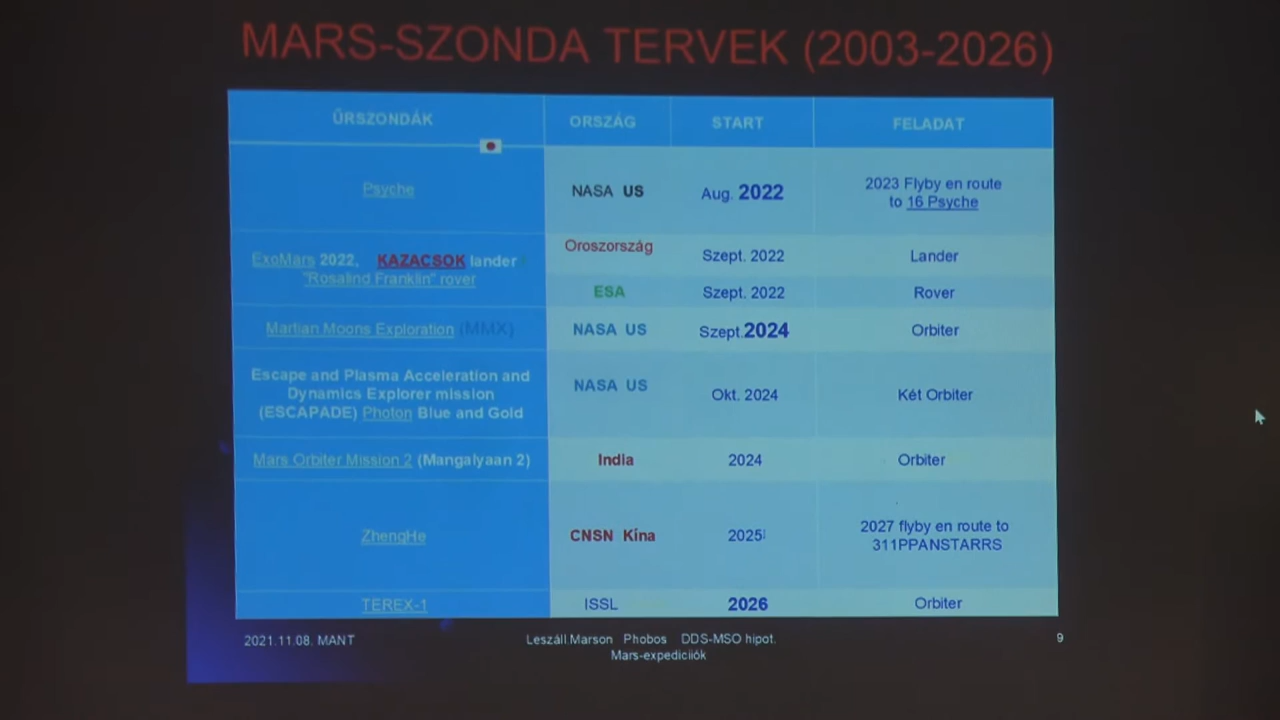 MARS-SZONDA TERVEK (2003-2026)
ŰRSZONDÁK ORSZÁG START FELADAT
Psyche NASA US Aug. 2022 2023 Flyby en route
to 16 Psyche
ExoMars 2022, KAZACSOK lander
"Rosalind Franklin" rover
Oroszország Szept. 2022 Lander
ESA Szept. 2022 Rover
Martian Moons Exploration (MMX) NASA US Szept.2024 Orbiter
Escape and Plasma Acceleration and
Dynamics Explorer mission
(ESCAPADE) Photon Blue and Gold
NASA US Okt. 2024 Két Orbiter
Mars Orbiter Mission 2 (Mangalyaan 2) India 2024 Orbiter
ZhengHe CNSN Kína 2025 2027 flyby en route to
311PPANSTARRS
TEREX-1 ISSL 2026 Orbiter
2021.11.08. MANT Leszáll.Marson Phobos DDS-MSO hipot. 9
Mars-expedíciók